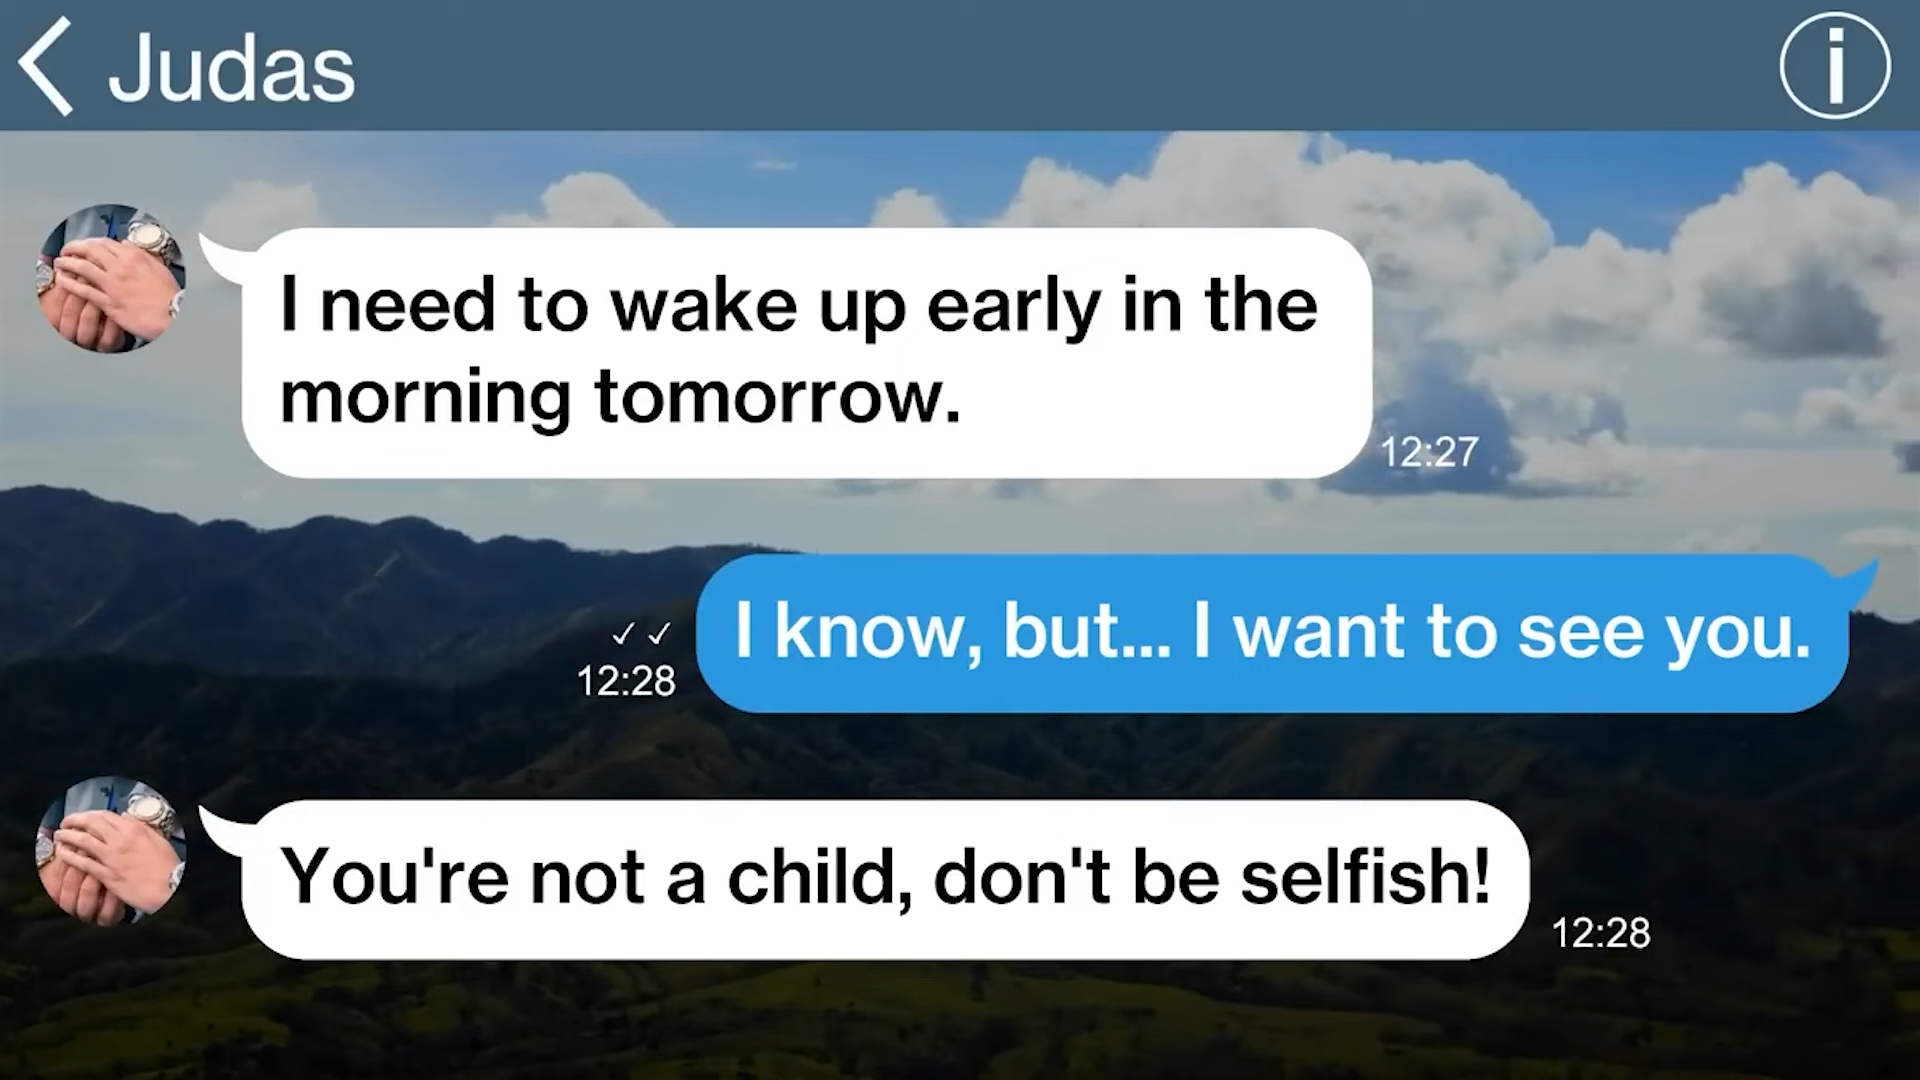 Judas
I need to wake up early in the
morning tomorrow.
12:27
I know, but... I want to see you.
✓✓
12:28
You're not a child, don't be selfish!
12:28